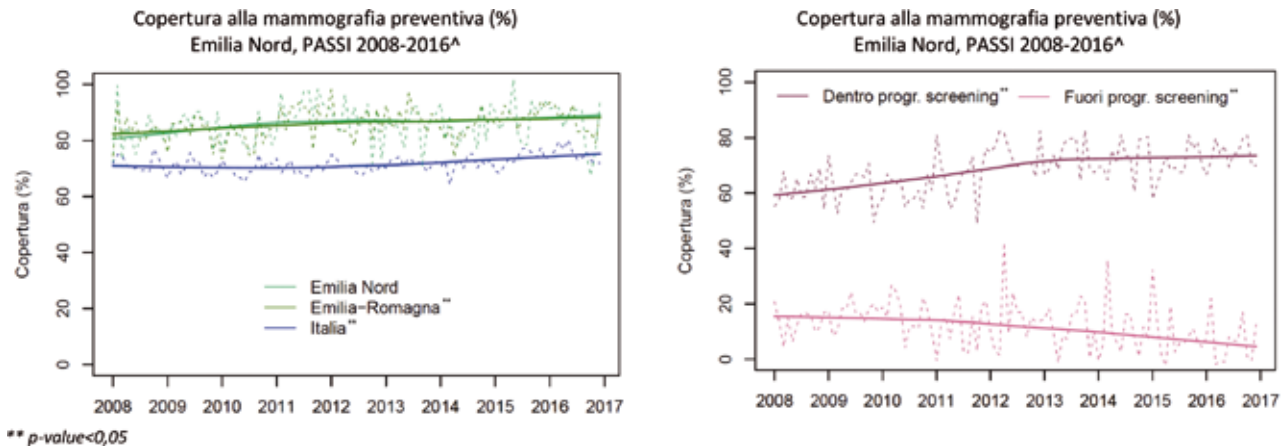 Copertura alla mammografia preventiva (%)
Emilia Nord, PASSI 2008-2016^
Copertura (%)
100
80
60
40
20
0
Emilia Nord
Emilia-Romagna**
Italia**
2008 2009 2010 2011 2012 2013 2014 2015 2016 2017
** p-value<0,05
Copertura alla mammografia preventiva (%)
Emilia Nord, PASSI 2008-2016^
Copertura (%)
100
80
60
40
20
0
Dentro progr. screening** Fuori progr. screening**
2008 2009 2010 2011 2012 2013 2014 2015 2016 2017